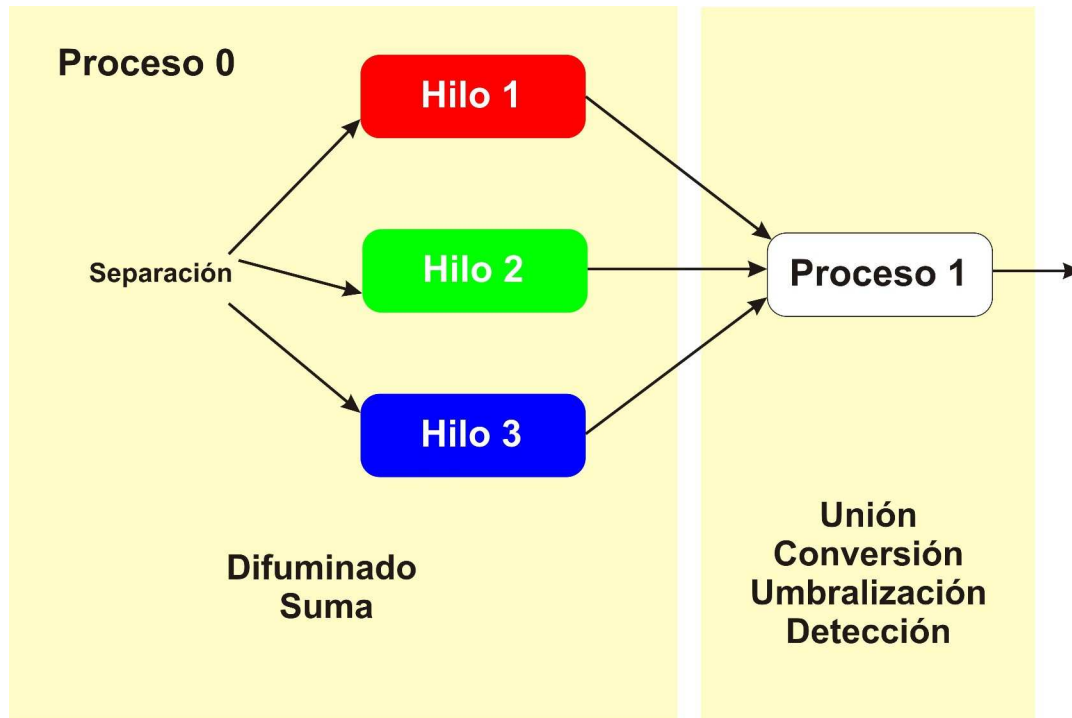 Proceso 0
Hilo 1
Separación
Hilo 2
Proceso 1
Hilo 3
Difuminado
Suma
Unión
Conversión
Umbralización
Detección